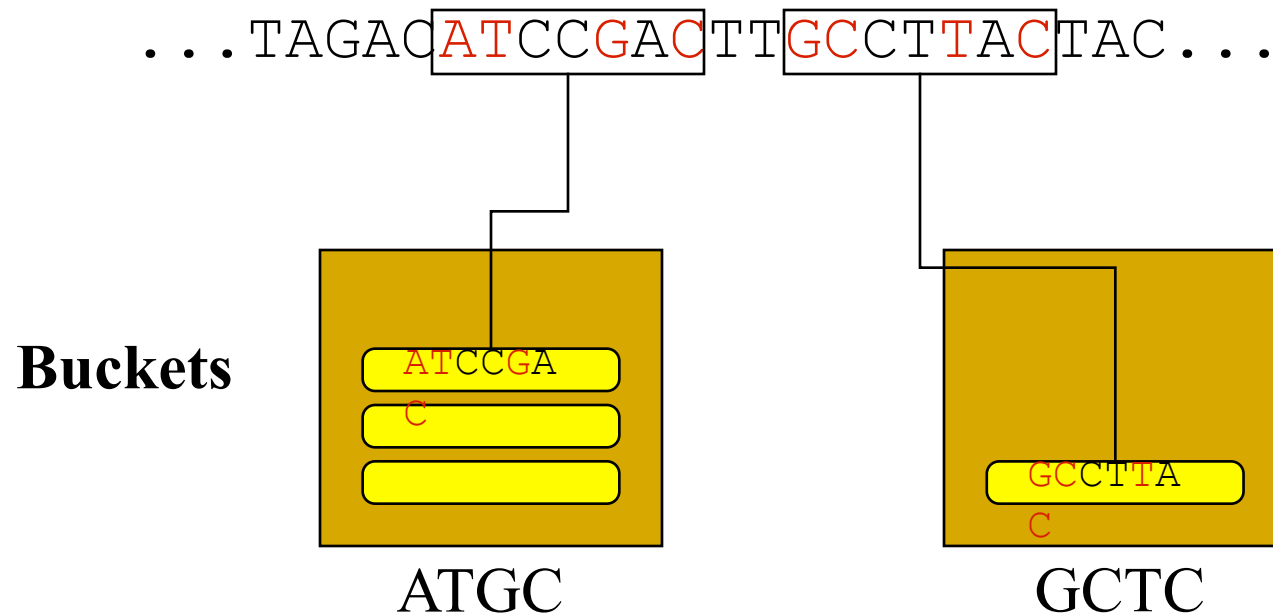 ...TAGACATCCGACTTGCCTTACTAC...
Buckets
ATCCGA
C
GCCTTA
C
ATGC
GCTC